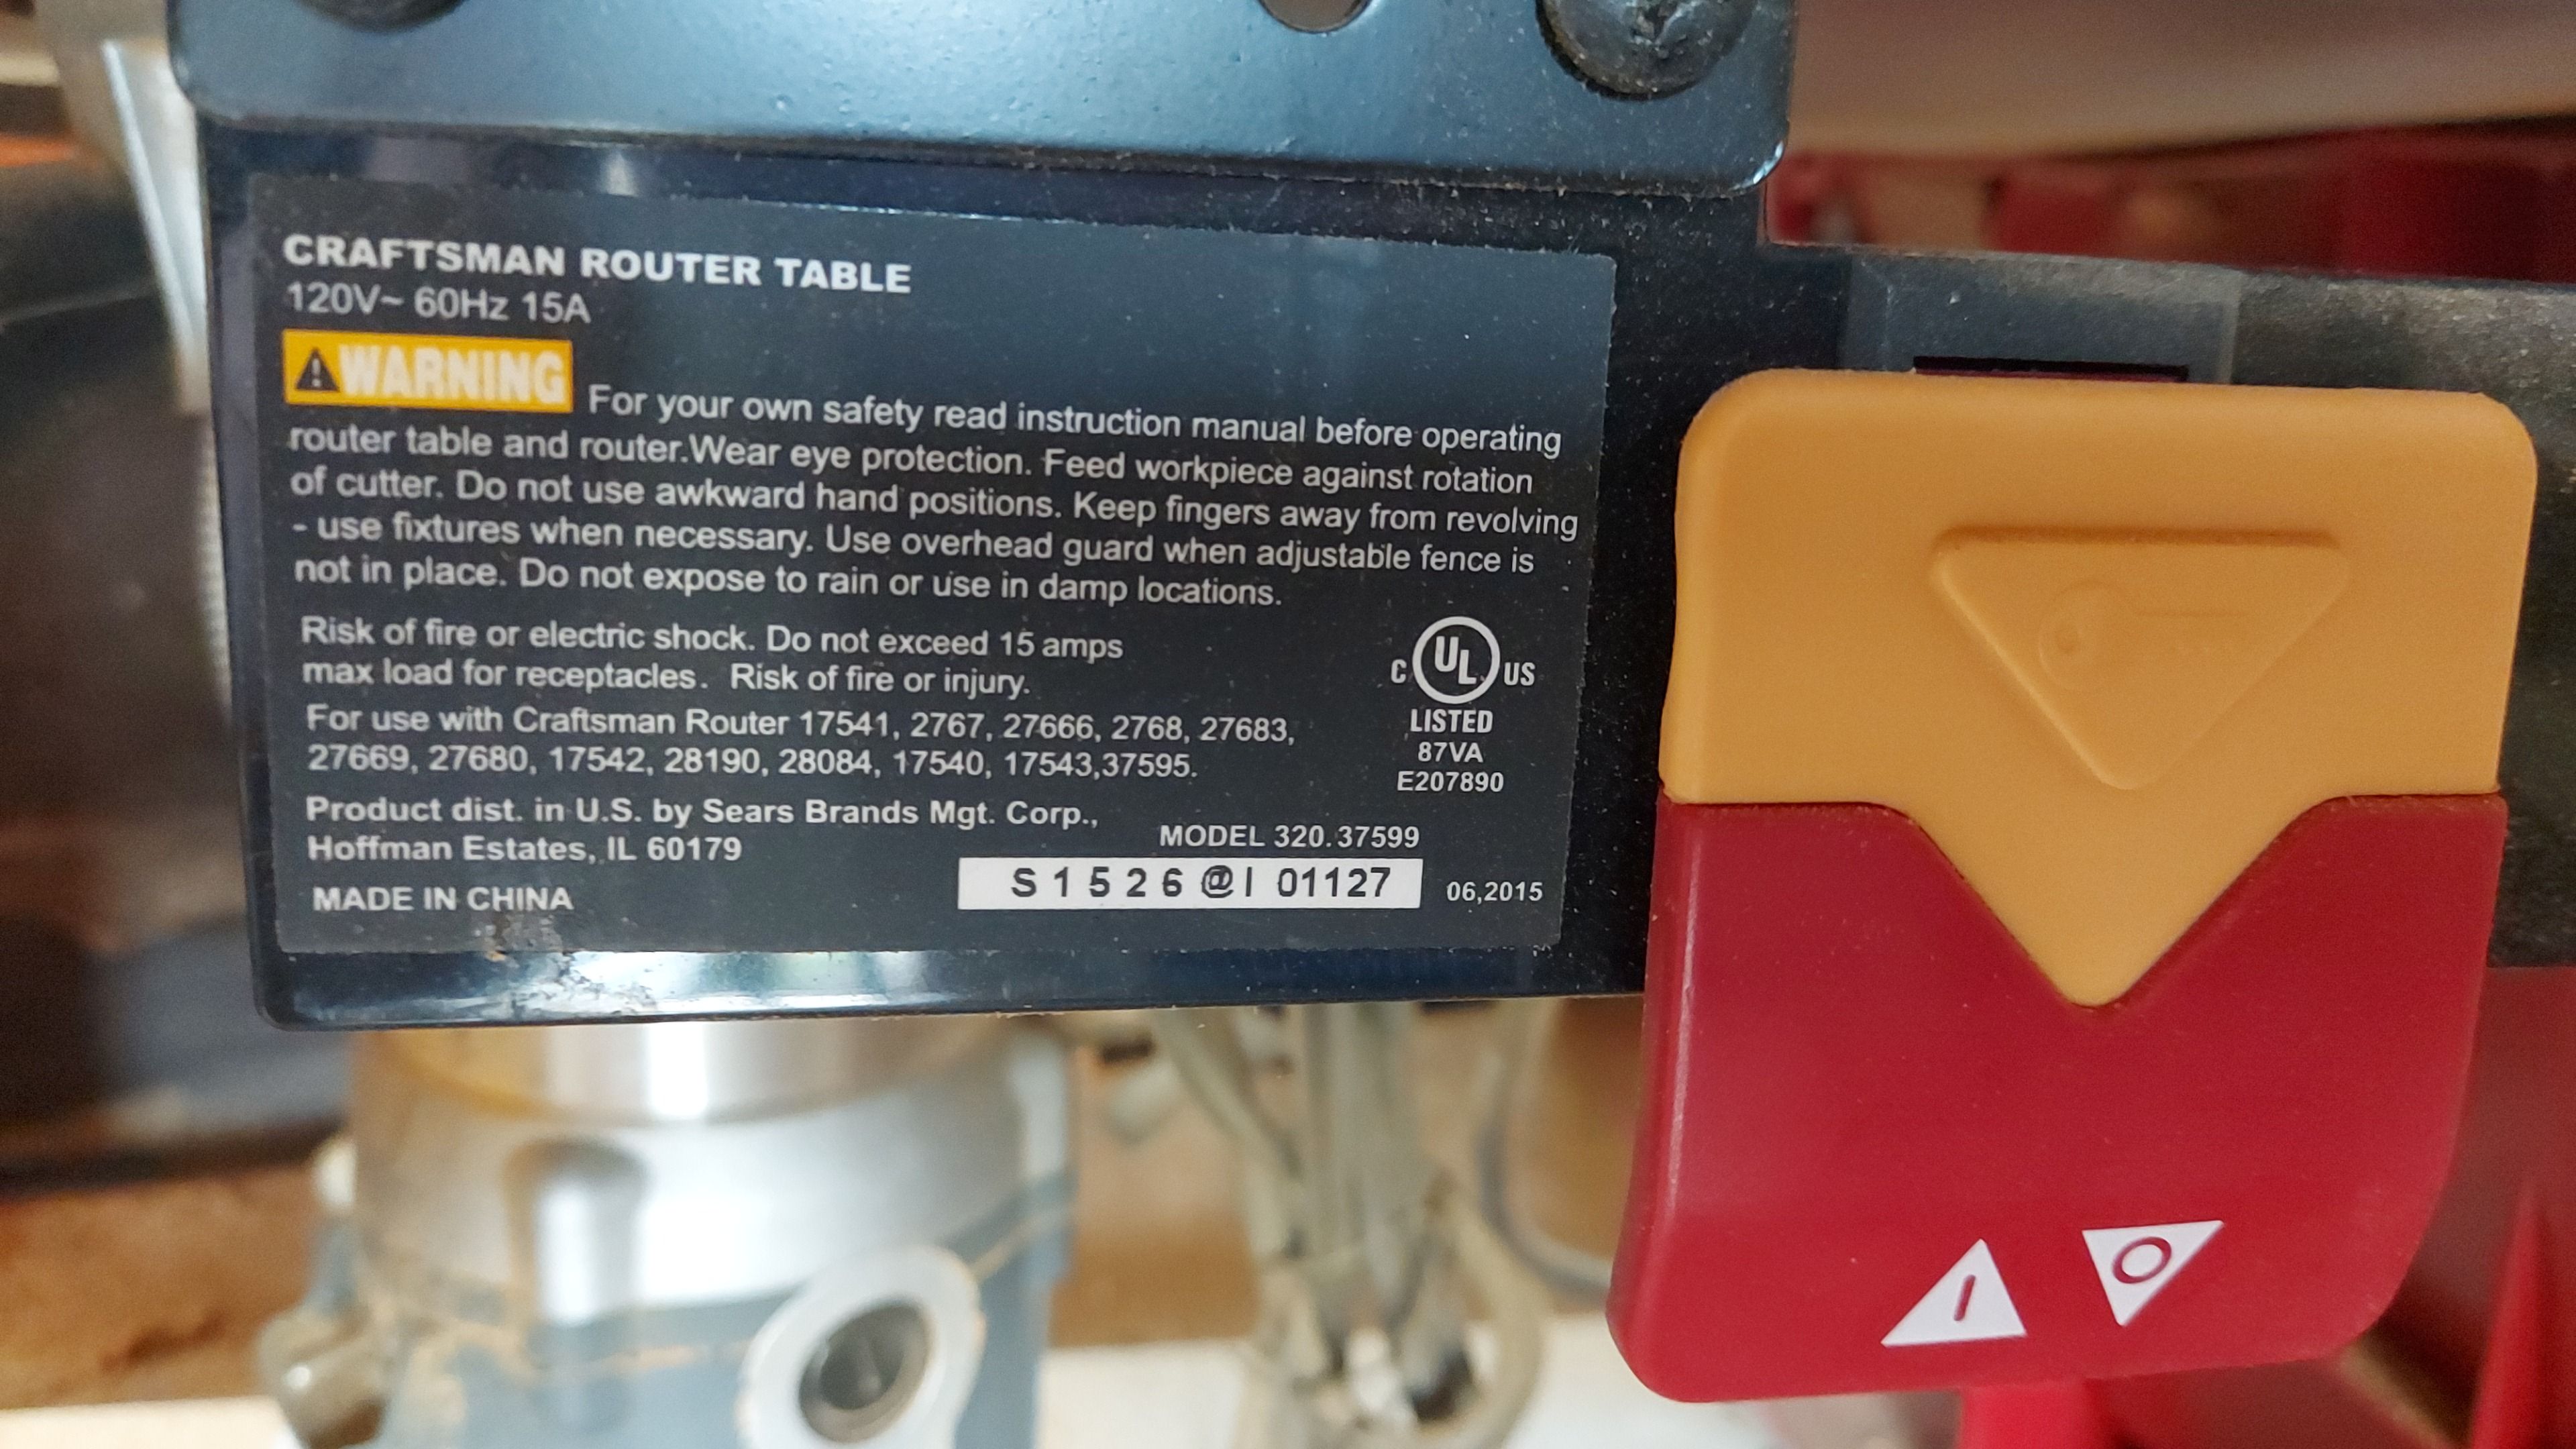 CRAFTSMAN ROUTER TABLE
120V~ 60Hz 15A
WARNING For your own safety read instruction manual before operating
router table and router.Wear eye protection. Feed workpiece against rotation
of cutter. Do not use awkward hand positions. Keep fingers away from revolving
- use fixtures when necessary. Use overhead guard when adjustable fence is
not in place. Do not expose to rain or use in damp locations.
Risk of fire or electric shock. Do not exceed 15 amps
max load for receptacles. Risk of fire or injury.
For use with Craftsman Router 17541, 2767, 27666, 2768, 27683,
27669, 27680, 17542, 28190, 28084, 17540, 17543,37595.
C UL US
LISTED
87VA
E207890
Product dist. in U.S. by Sears Brands Mgt. Corp.,
Hoffman Estates, IL 60179
MADE IN CHINA
MODEL 320.37599
S1526@I 01127
06,2015
I O